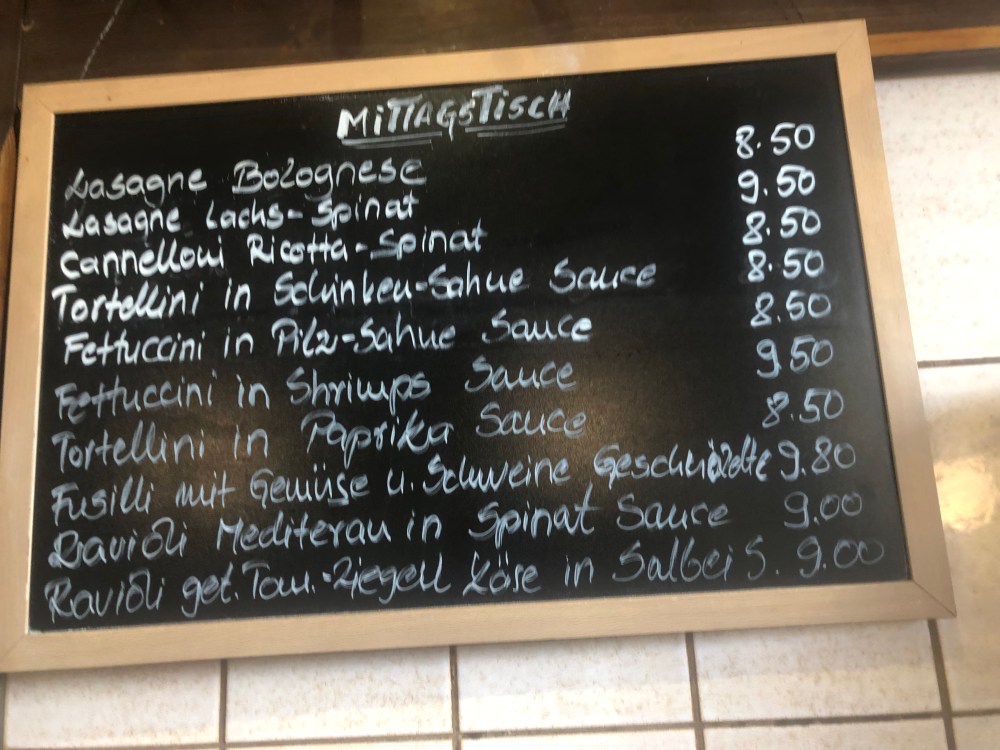 MiTTAGSTiSCH
Lasagne Bolognese 8.50
Lasagne Lachs-Spinat 9.50
Cannelloni Ricotta-Spinat 8.50
Tortellini in Schinken-Sahne Sauce 8.50
Fettuccini in Pilz-Sahne Sauce 8.50
Fettuccini in Shrimps Sauce 9.50
Tortellini in Paprika Sauce 8.50
Fusilli mit Gemüse u. Schweine Geschnädelte 9.80
Ravioli Mediteran in Spinat Sauce 9.00
Ravioli get. Tom.-Ziegen Käse in Salbei S. 9.00